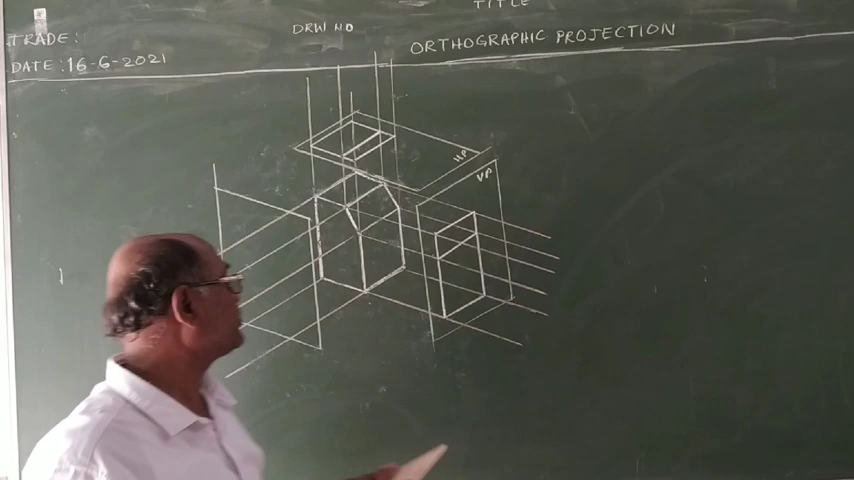 TITLE
DRW NO
TRADE:
ORTHOGRAPHIC PROJECTION
DATE:16-6-2021
HP
VP